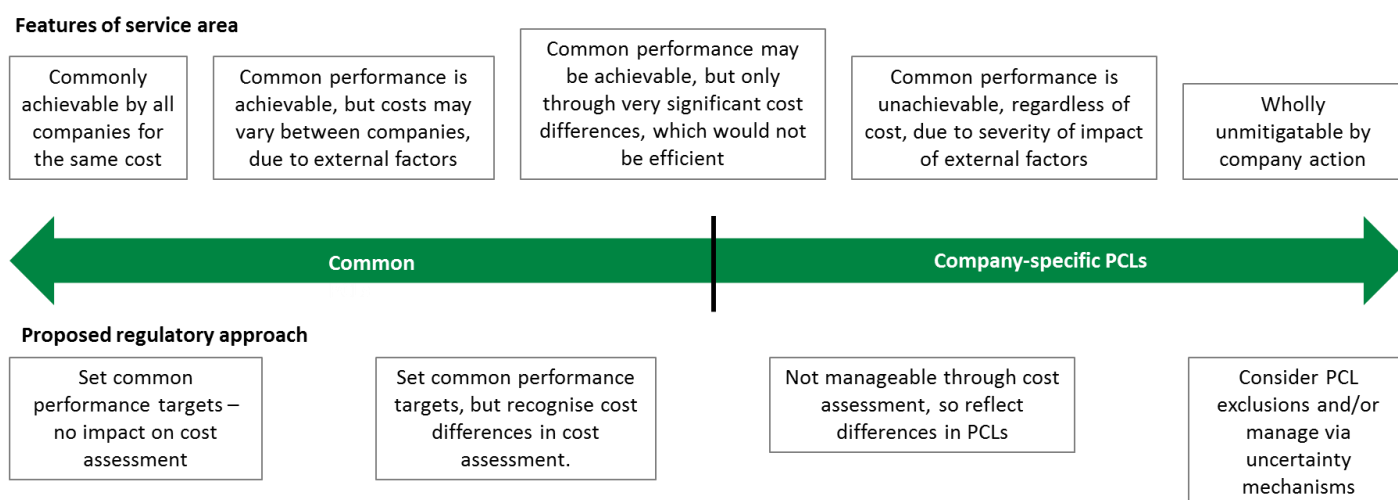 Features of service area
Commonly
achievable by all
companies for
the same cost
Common performance is
achievable, but costs may
vary between companies,
due to external factors
Common performance may
be achievable, but only
through very significant cost
differences, which would not
be efficient
Common performance is
unachievable, regardless of
cost, due to severity of impact
of external factors
Wholly
unmitigatable by
company action
Common
Company-specific PCLs
Proposed regulatory approach
Set common
performance targets –
no impact on cost
assessment
Set common performance
targets, but recognise cost
differences in cost
assessment.
Not manageable through cost
assessment, so reflect
differences in PCLs
Consider PCL
exclusions and/or
manage via
uncertainty
mechanisms